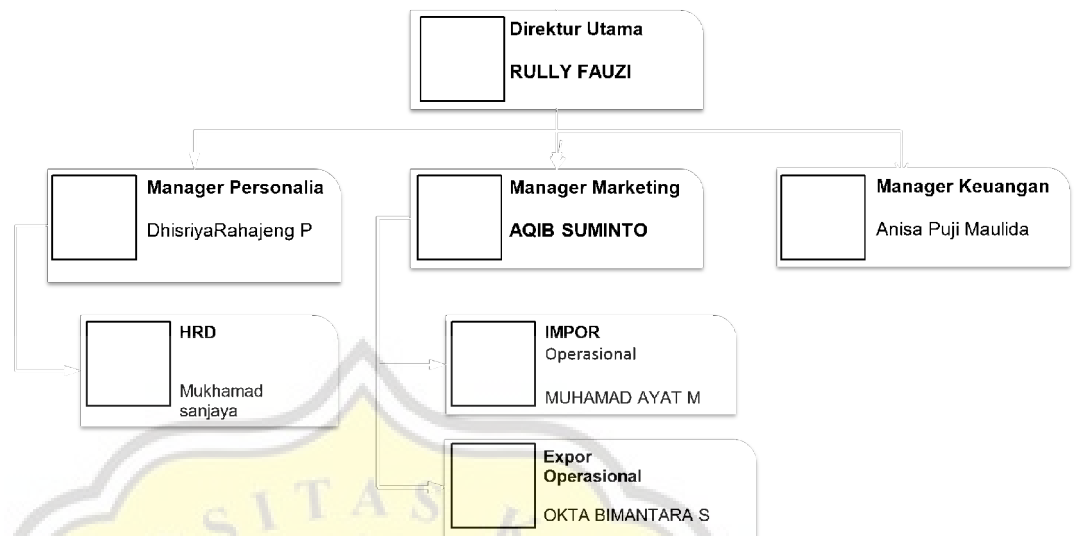 Direktur Utama
RULLY FAUZI
Manager Personalia
DhisriyaRahajeng P
Manager Marketing
AQIB SUMINTO
Manager Keuangan
Anisa Puji Maulida
HRD
Mukhamad
sanjaya
IMPOR
Operasional
MUHAMAD AYAT M
Expor
Operasional
OKTA BIMANTARA S
SITAS K